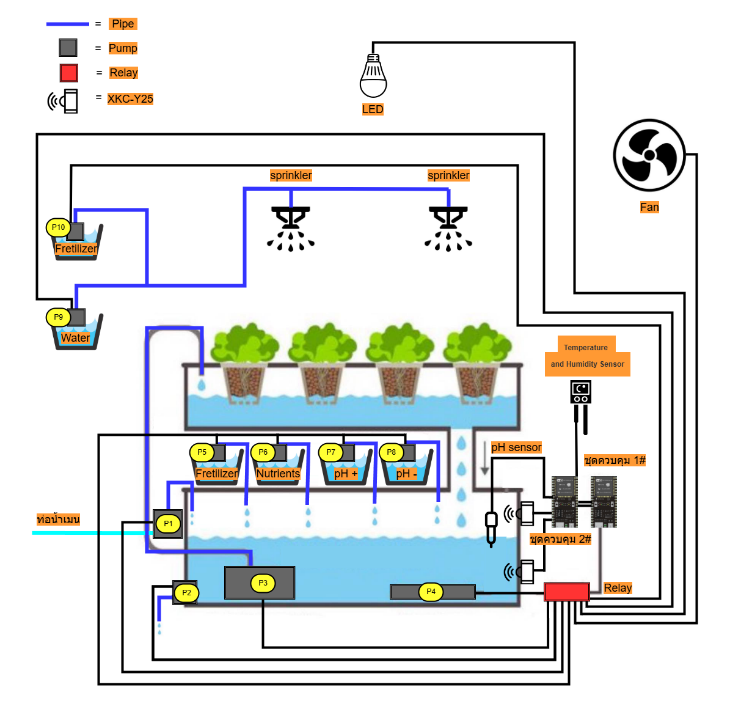 = Pipe
= Pump
= Relay
= XKC-Y25
LED
Fan
sprinkler
sprinkler
P10
Fretilizer
P9
Water
Temperature
and Humidity Sensor
pH sensor
ชุดควบคุม 1#
P5
P6
P7
P8
Fretilizer
Nutrients
pH +
pH -
ท่อน้ำเมน
P1
ชุดควบคุม 2#
P2
P3
P4
Relay